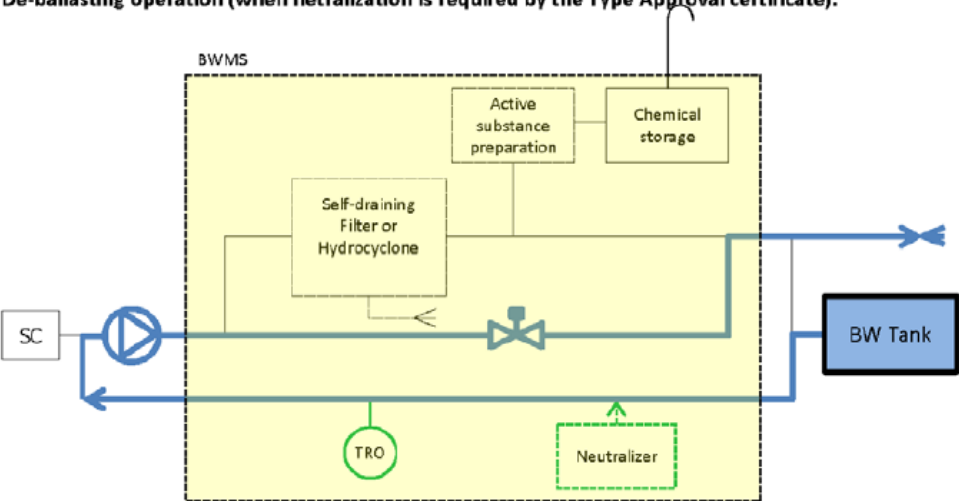 De-ballasting operation (when netralization is required by the Type Approval certificate).
BWMS
Active
substance
preparation
Chemical
storage
Self-draining
Filter or
Hydrocyclone
SC
BW Tank
TRO
Neutralizer